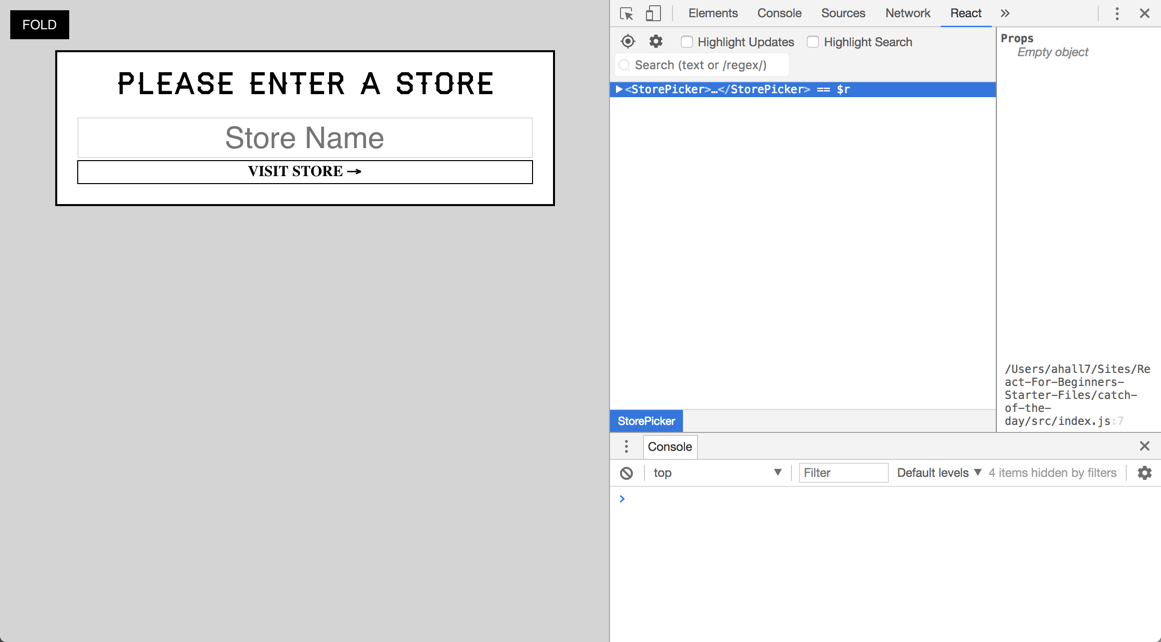 FOLD
PLEASE ENTER A STORE
Store Name
VISIT STORE →
Elements Console Sources Network React »
Highlight Updates Highlight Search
Search (text or /regex/)
▶<StorePicker>…</StorePicker> == $r
StorePicker
Props
Empty object
/Users/ahall7/Sites/Re
act-For-Beginners-
Starter-Files/catch-
of-the-
day/src/index.js:7
Console
top ▼ Filter Default levels ▼ 4 items hidden by filters
>